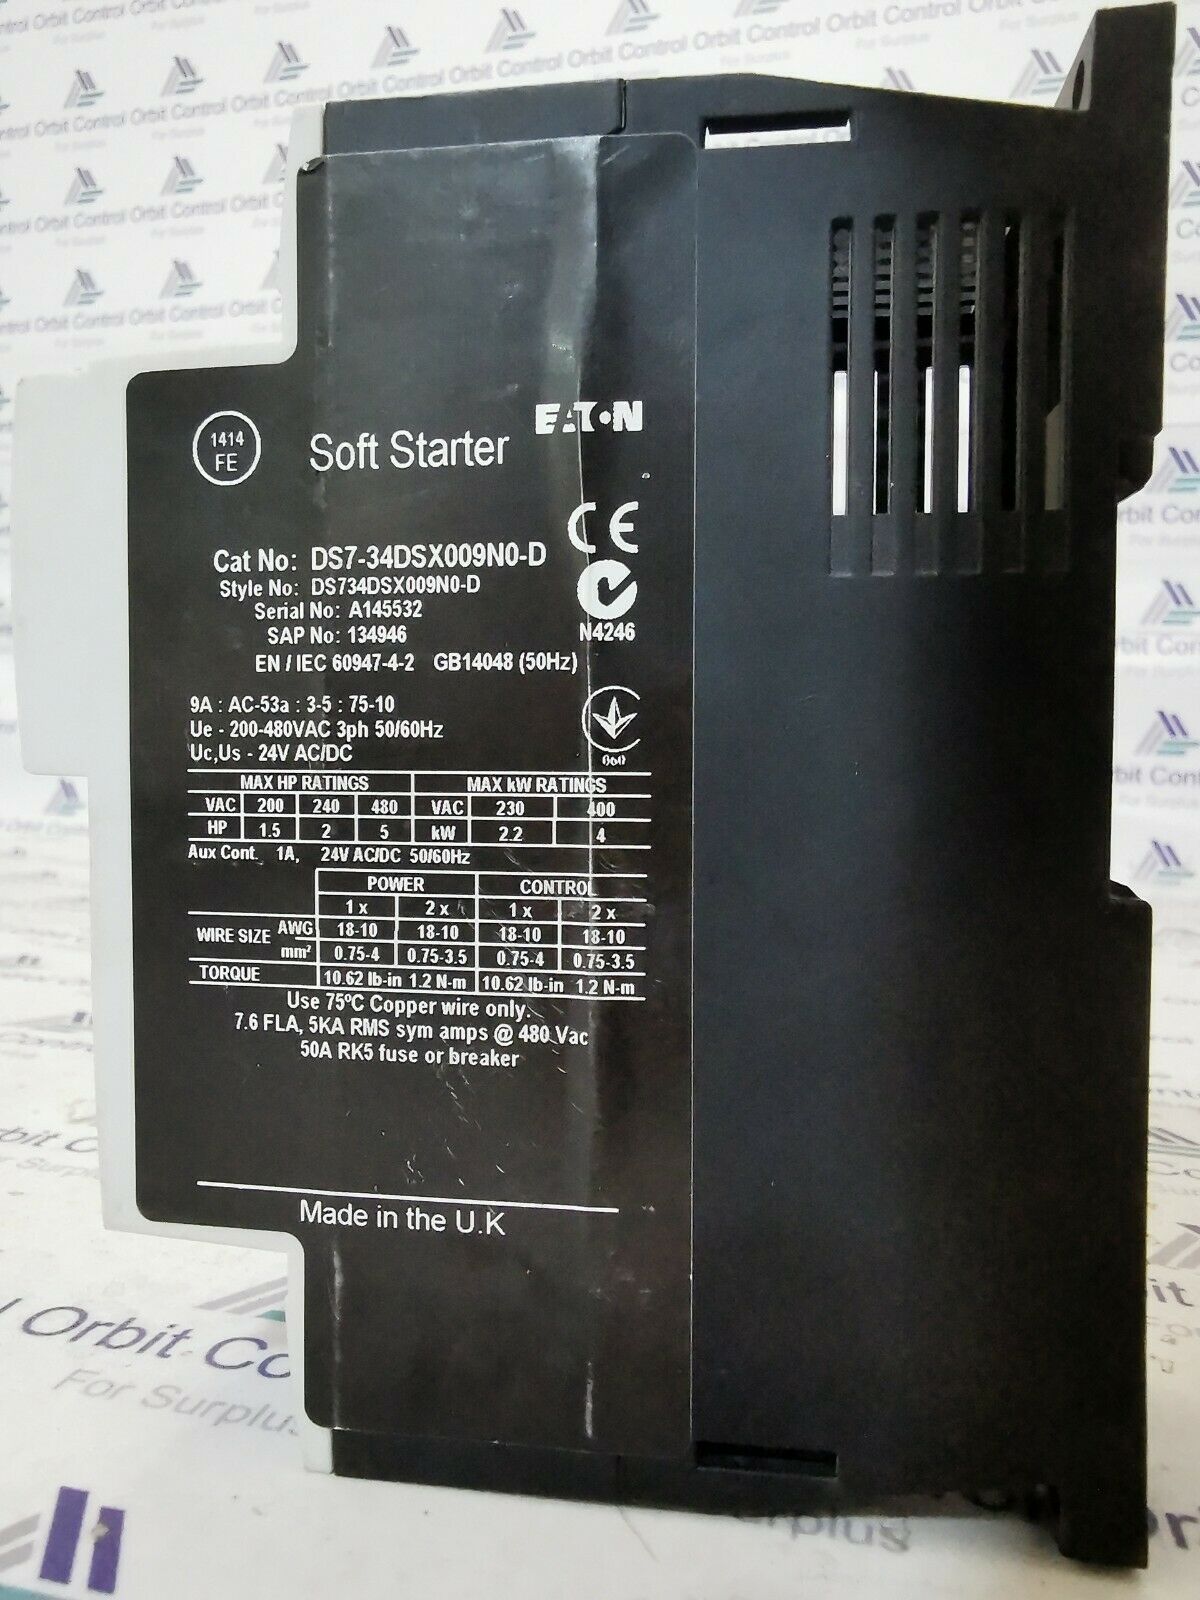 EATON
1414
FE
Soft Starter
CE
Cat No: DS7-34DSX009N0-D
Style No: DS734DSX009N0-D
Serial No: A145532
SAP No: 134946
N4246
EN / IEC 60947-4-2 GB14048 (50Hz)
9A : AC-53a : 3-5 : 75-10
Ue - 200-480VAC 3ph 50/60Hz
Uc,Us - 24V AC/DC
MAX HP RATINGS MAX kW RATINGS
VAC 200 240 480 VAC 230 400
HP 1.5 2 5 kW 2.2 4
Aux Cont. 1A, 24V AC/DC 50/60Hz
POWER CONTROL
1 x 2 x 1 x 2 x
WIRE SIZE AWG 18-10 18-10 18-10 18-10
mm² 0.75-4 0.75-3.5 0.75-4 0.75-3.5
TORQUE 10.62 lb-in 1.2 N-m 10.62 lb-in 1.2 N-m
Use 75ºC Copper wire only.
7.6 FLA, 5KA RMS sym amps @ 480 Vac
50A RK5 fuse or breaker
Made in the U.K
Orbit Co
For Surplus